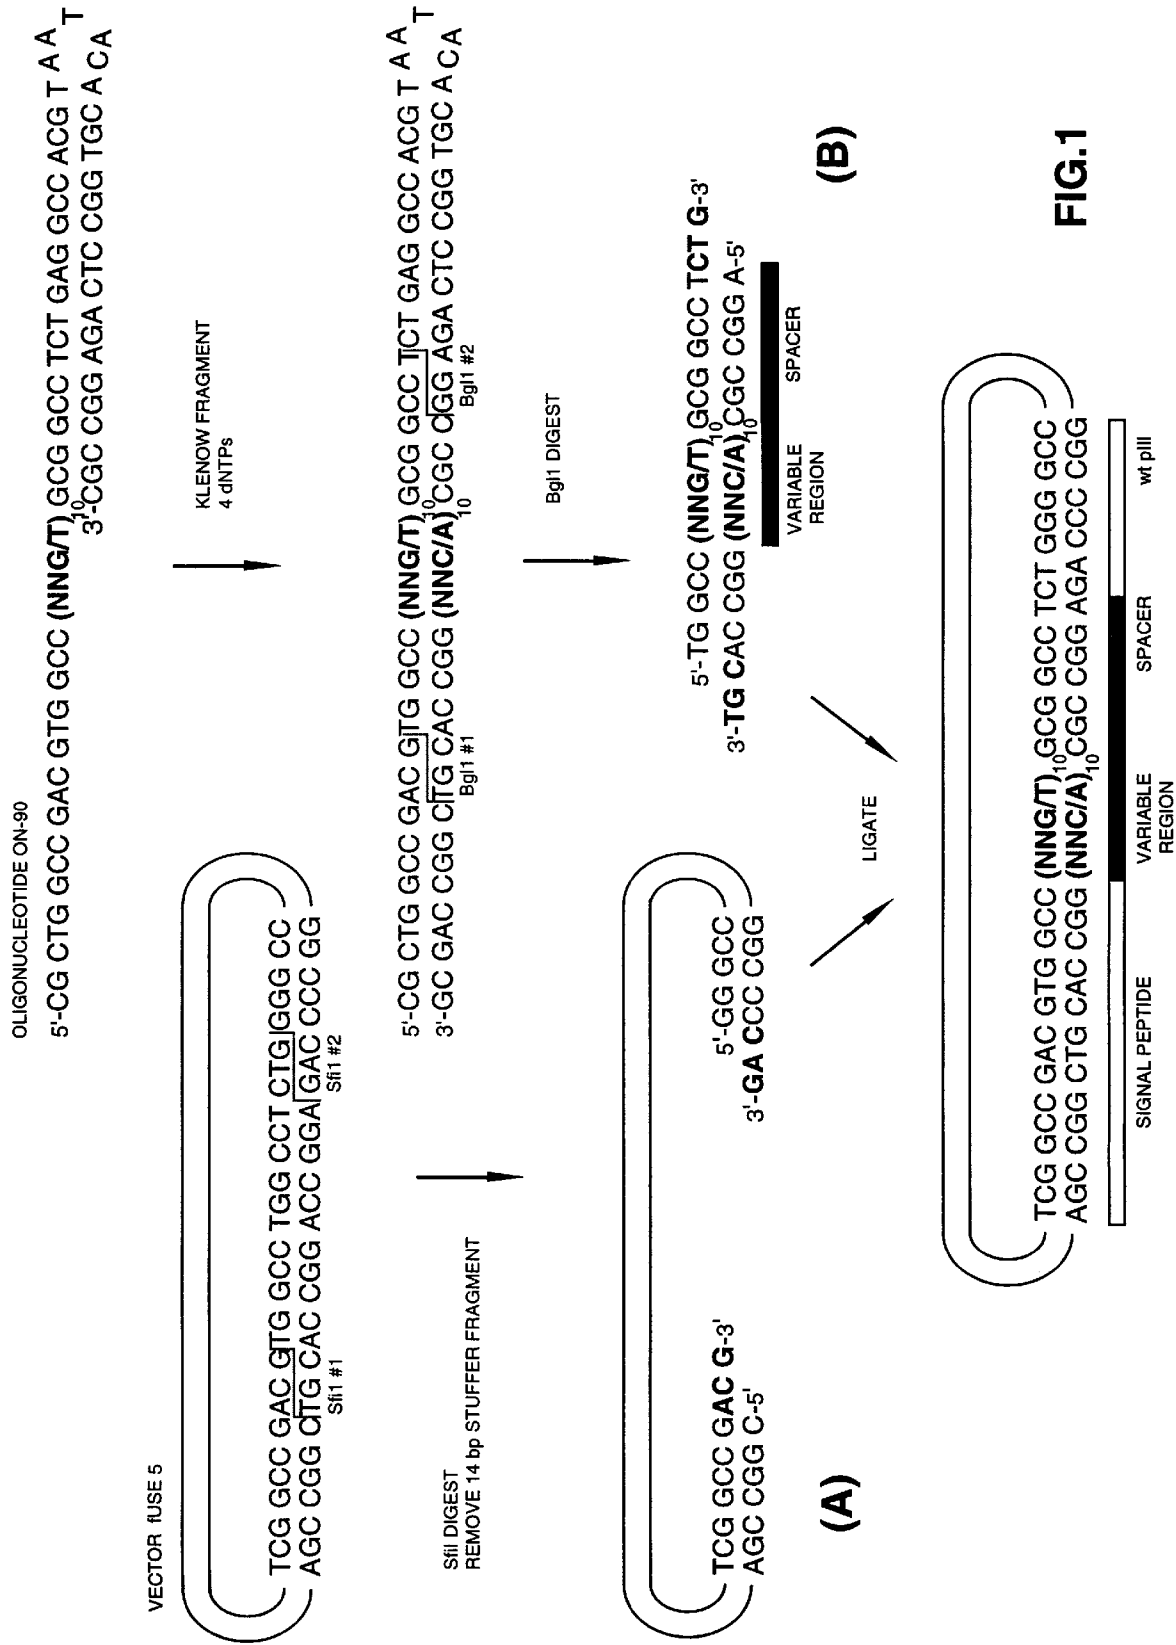 OLIGONUCLEOTIDE ON-90
5'-CG CTG GCC GAC GTG GCC (NNG/T)10 GCG GCC TCT GAG GCC ACG T A A T
3'-CGC CGG AGA CTC CGG TGC A C A
VECTOR fUSE 5
TCG GCC GAC GTG GCC TGG CCT CTG GGG CC
AGC CGG CTG CAC CGG ACC GGA GAC CCC GG
Sfi1 #1
Sfi1 #2
KLENOW FRAGMENT
4 dNTPs
5'-CG CTG GCC GAC GTG GCC (NNG/T)10 GCG GCC TCT GAG GCC ACG T A A T
3'-GC GAC CGG CTG CAC CGG (NNC/A)10 CGC CGG AGA CTC CGG TGC A C A
Bgl1 #1
Bgl1 #2
SfiI DIGEST
REMOVE 14 bp STUFFER FRAGMENT
Bgl1 DIGEST
TCG GCC GAC G-3'
AGC CGG C-5'
5'-GG GCC
3'-GA CCC CGG
(A)
5'-TG GCC (NNG/T)10 GCG GCC TCT G-3'
3'-TG CAC CGG (NNC/A)10 CGC CGG A-5'
VARIABLE
REGION
SPACER
(B)
LIGATE
TCG GCC GAC GTG GCC (NNG/T)10 GCG GCC TCT GGG GCC
AGC CGG CTG CAC CGG (NNC/A)10 CGC CGG AGA CCC CGG
SIGNAL PEPTIDE
VARIABLE
REGION
SPACER
wt pIII
FIG.1